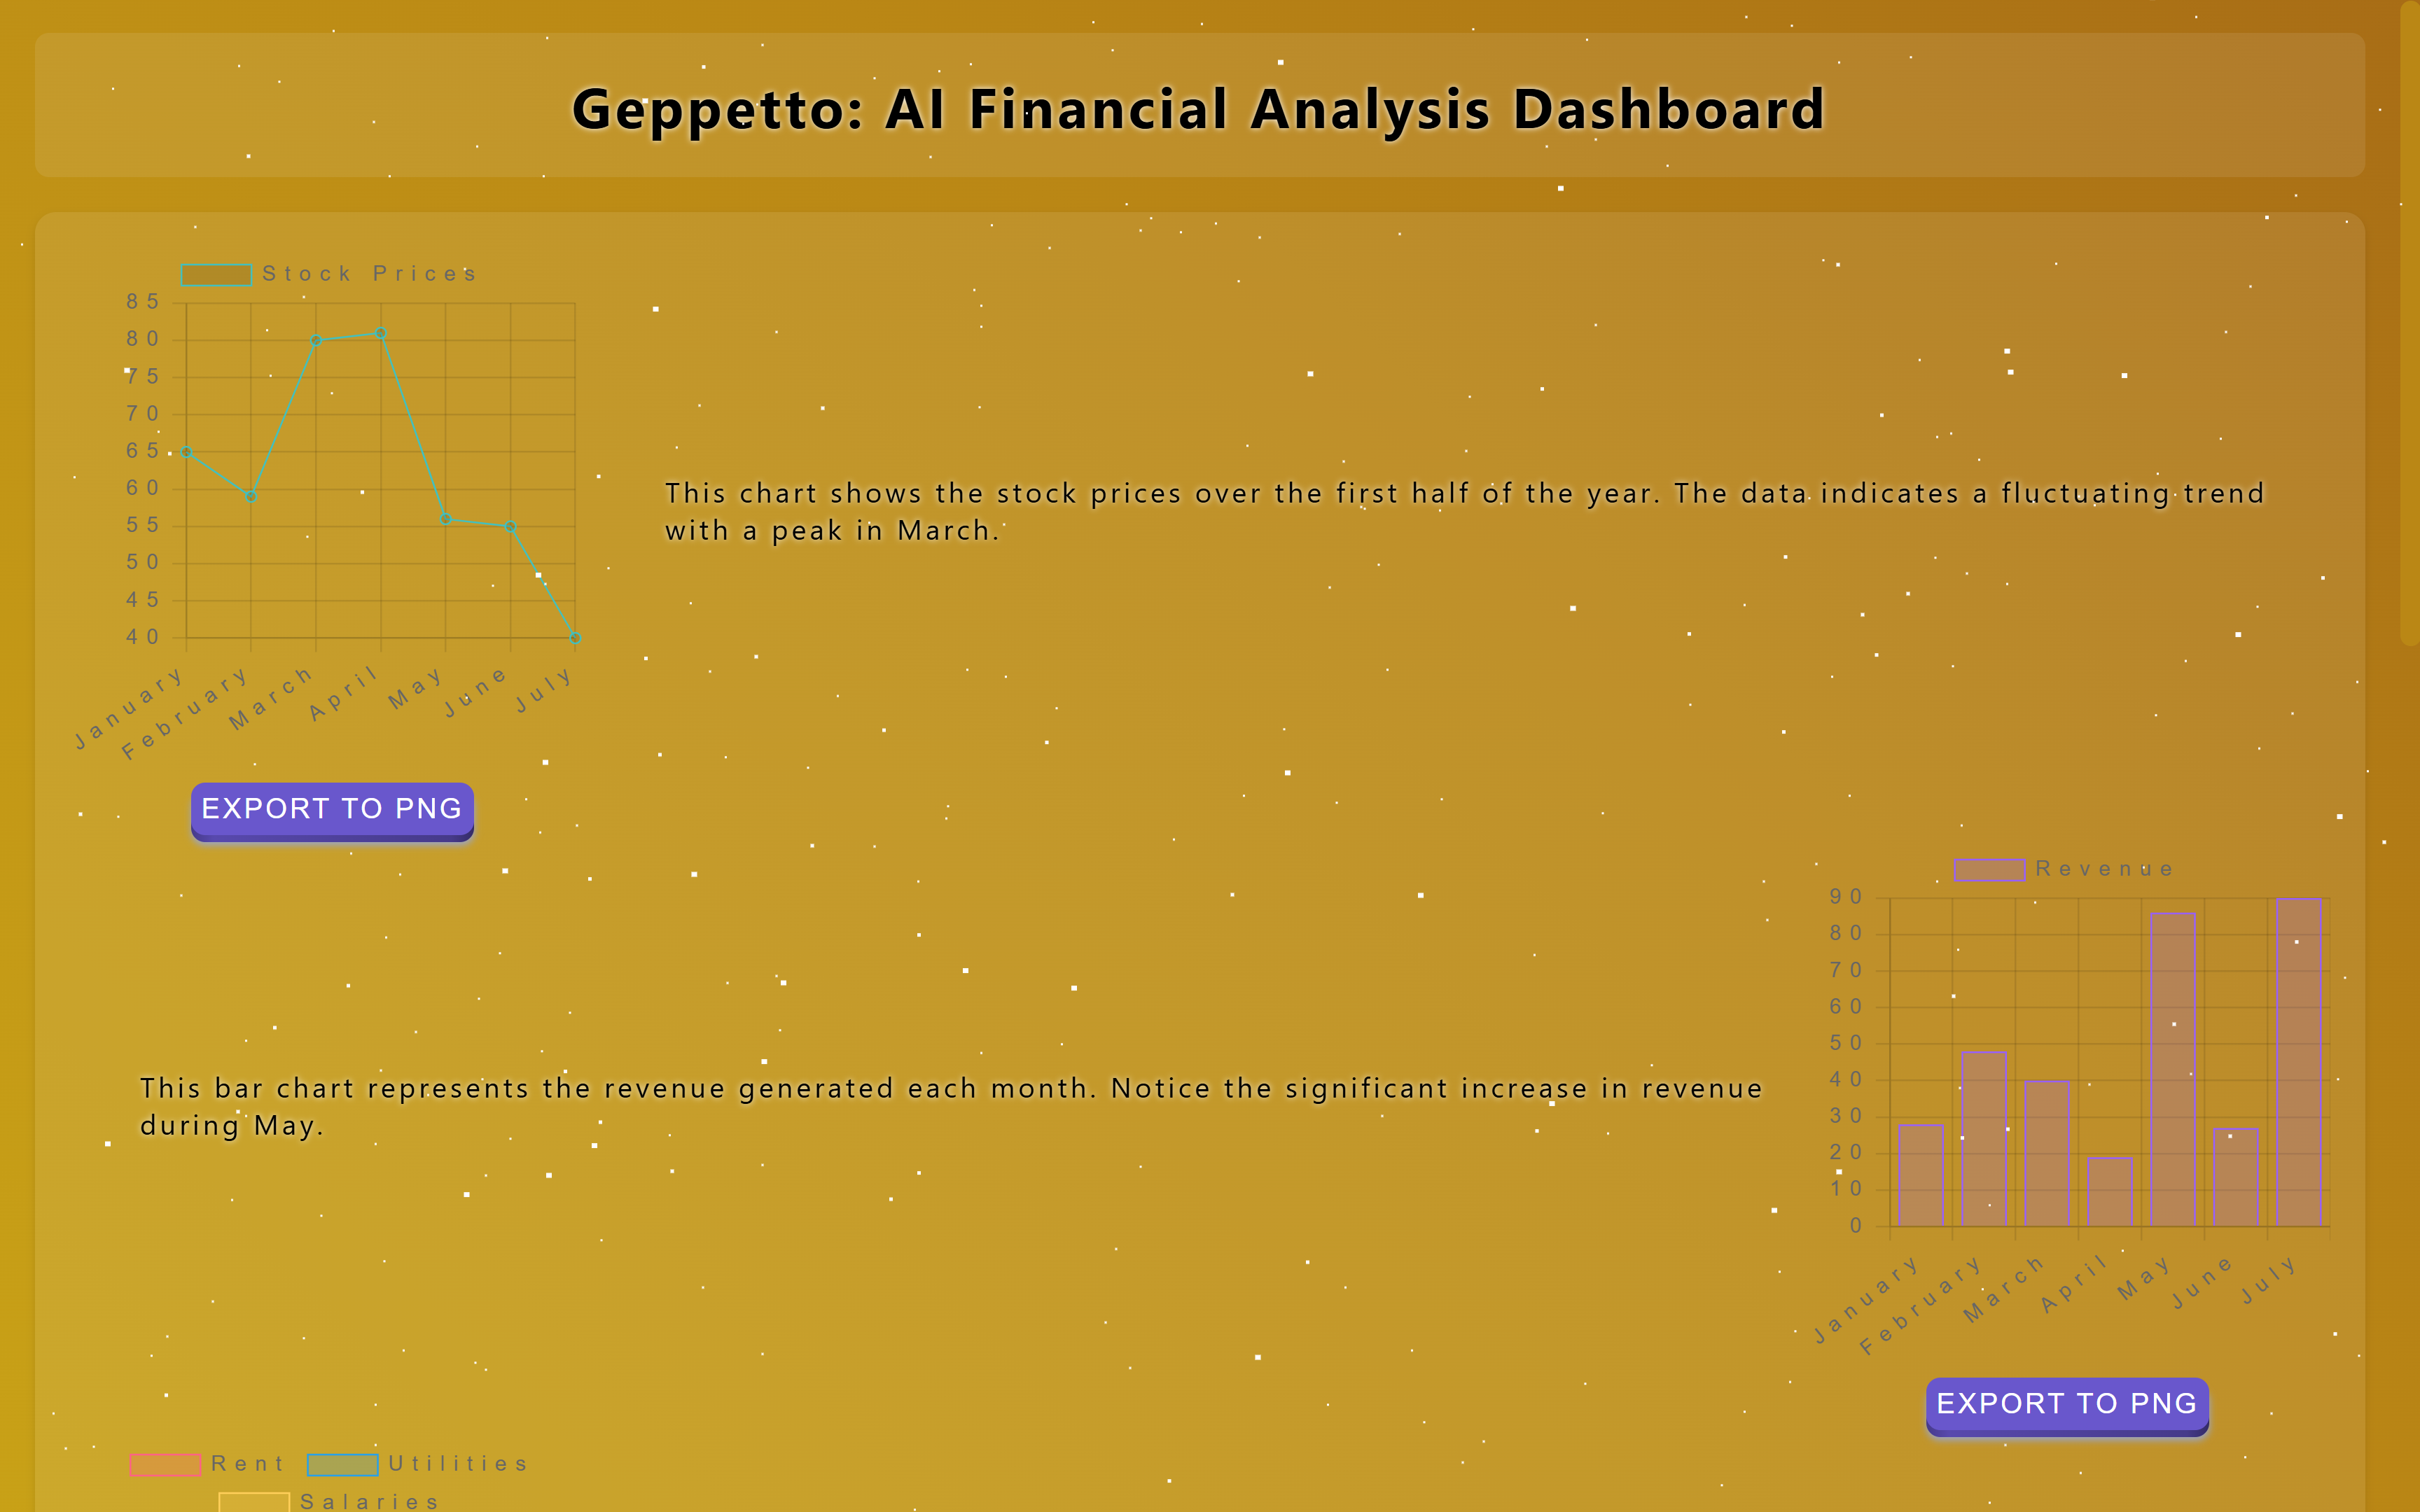 Geppetto: AI Financial Analysis Dashboard
Stock Prices
85
80
75
70
65
60
55
50
45
40
January
February
March
April
May
June
July
This chart shows the stock prices over the first half of the year. The data indicates a fluctuating trend
with a peak in March.
EXPORT TO PNG
This bar chart represents the revenue generated each month. Notice the significant increase in revenue
during May.
Revenue
90
80
70
60
50
40
30
20
10
0
January
February
March
April
May
June
July
EXPORT TO PNG
Rent Utilities
Salaries